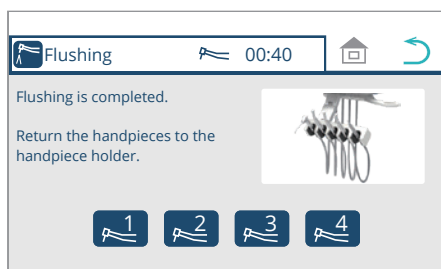 Flushing 00:40
Flushing is completed.
Return the handpieces to the
handpiece holder.
1 2 3 4